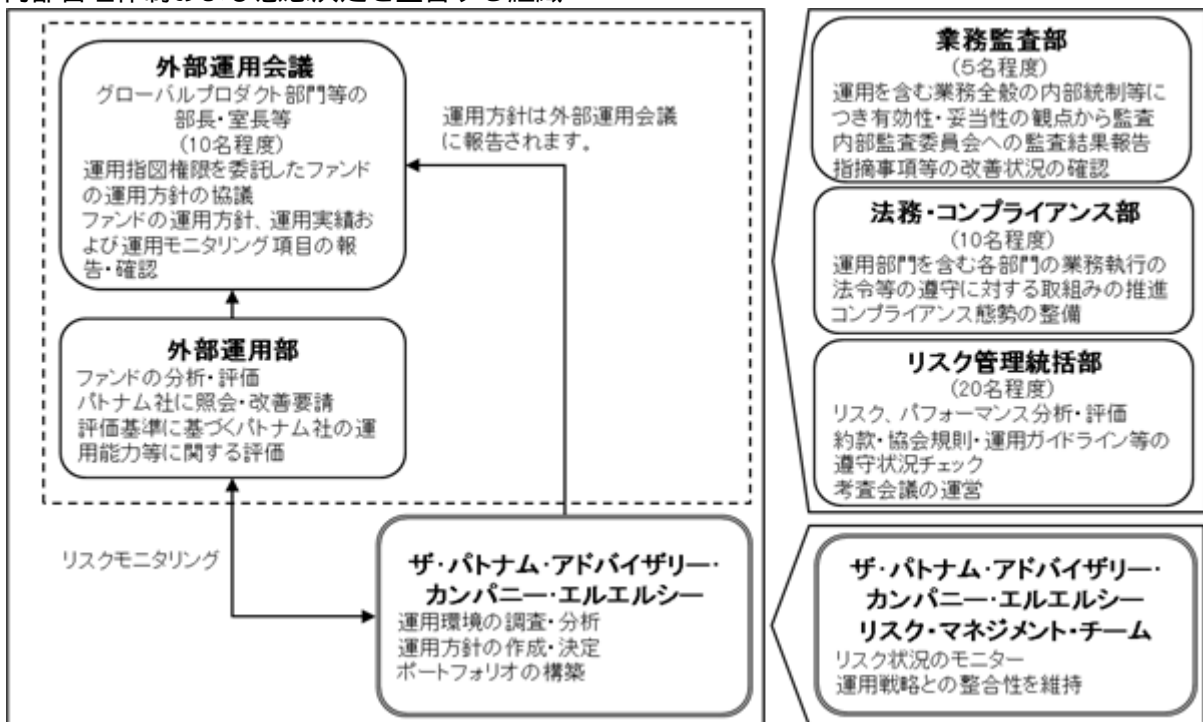 外部運用会議
グローバルプロダクト部門等の
部長・室長等
(10名程度)
運用指図権限を委託したファンド
の運用方針の協議
ファンドの運用方針、運用実績お
よび運用モニタリング項目の報
告・確認
運用方針は外部運用会議
に報告されます。
外部運用部
ファンドの分析・評価
パトナム社に照会・改善要請
評価基準に基づくパトナム社の運
用能力等に関する評価
リスクモニタリング
ザ・パトナム・アドバイザリー・
カンパニー・エルエルシー
運用環境の調査・分析
運用方針の作成・決定
ポートフォリオの構築
業務監査部
(5名程度)
運用を含む業務全般の内部統制等に
つき有効性・妥当性の観点から監査
内部監査委員会への監査結果報告
指摘事項等の改善状況の確認
法務・コンプライアンス部
(10名程度)
運用部門を含む各部門の業務執行の
法令等の遵守に対する取組みの推進
コンプライアンス態勢の整備
リスク管理統括部
(20名程度)
リスク、パフォーマンス分析・評価
約款・協会規則・運用ガイドライン等の
遵守状況チェック
考査会議の運営
ザ・パトナム・アドバイザリー・
カンパニー・エルエルシー
リスク・マネジメント・チーム
リスク状況のモニター
運用戦略との整合性を維持